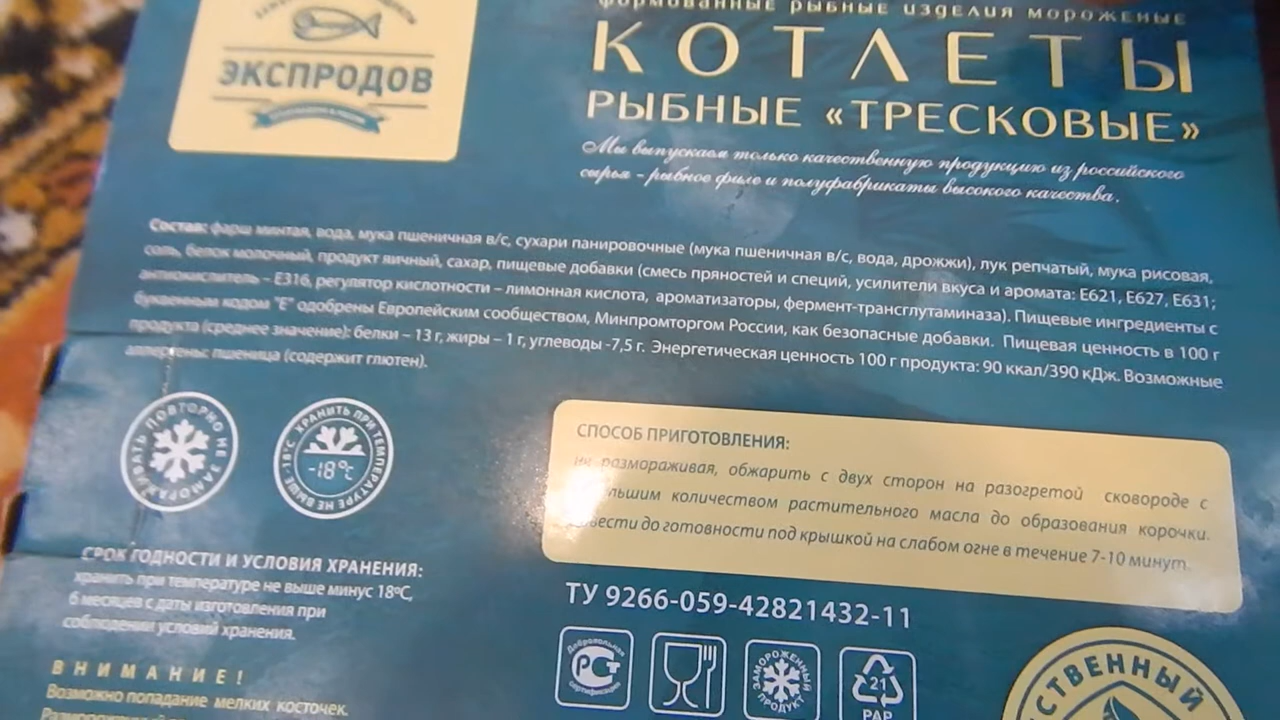 ЭКСПРОДОВ
формованные рыбные изделия мороженые
КОТЛЕТЫ
РЫБНЫЕ «ТРЕСКОВЫЕ»
Мы выпускаем только качественную продукцию из российского
сырья - рыбное филе и полуфабрикаты высокого качества.
Состав: фарш минтая, вода, мука пшеничная в/с, сухари панировочные (мука пшеничная в/с, вода, дрожжи), лук репчатый, мука рисовая,
соль, белок молочный, продукт яичный, сахар, пищевые добавки (смесь пряностей и специй, усилители вкуса и аромата: Е621, Е627, Е631;
антиокислитель – Е316, регулятор кислотности – лимонная кислота, ароматизаторы, фермент-трансглутаминаза). Пищевые ингредиенты с
буквенным кодом "Е" одобрены Европейским сообществом, Минпромторгом России, как безопасные добавки. Пищевая ценность в 100 г
продукта (среднее значение): белки – 13 г, жиры – 1 г, углеводы -7,5 г. Энергетическая ценность 100 г продукта: 90 ккал/390 кДж. Возможные
аллергены: пшеница (содержит глютен).
ПОВТОРНО НЕ ЗАМОРАЖИВАТЬ
ХРАНИТЬ ПРИ ТЕМПЕРАТУРЕ НЕ ВЫШЕ -18°С
-18°c
СПОСОБ ПРИГОТОВЛЕНИЯ:
размораживая, обжарить с двух сторон на разогретой сковороде с
количеством растительного масла до образования корочки.
до готовности под крышкой на слабом огне в течение 7-10 минут.
СРОК ГОДНОСТИ И УСЛОВИЯ ХРАНЕНИЯ:
хранить при температуре не выше минус 18ºС,
6 месяцев с даты изготовления при
соблюдении условий хранения.
ТУ 9266-059-42821432-11
Добровольная
РСТ
сертификация
ЗАМОРОЖЕННЫЙ ПРОДУКТ
21
PAP
ВНИМАНИЕ!
Возможно попадание мелких косточек.